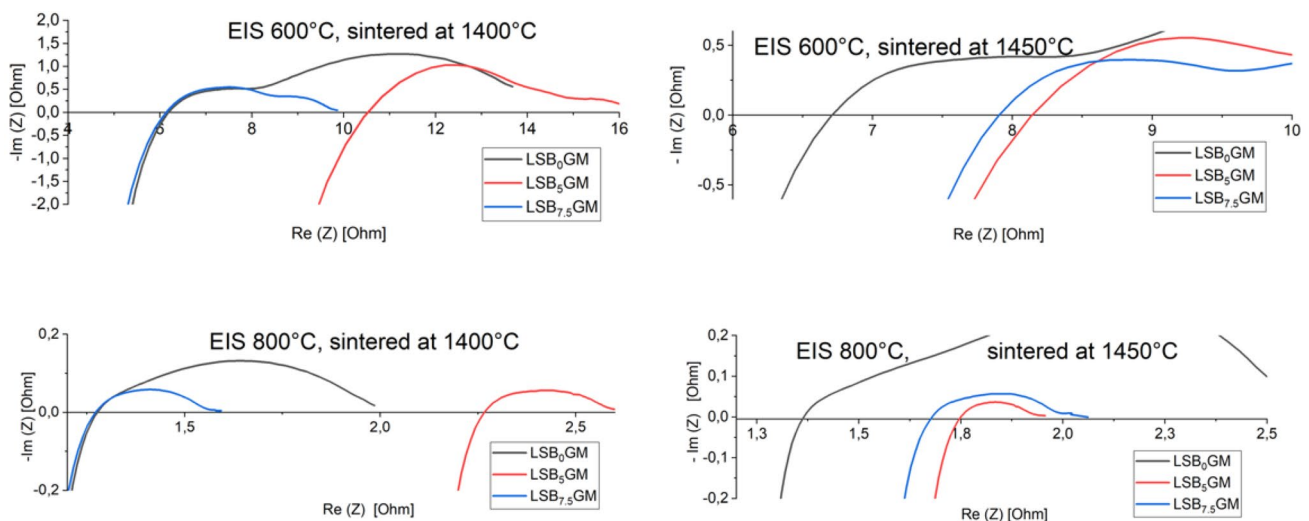 EIS 600°C, sintered at 1400°C
2,0
1,5
1,0
0,5
0,0
-0,5
-1,0
-1,5
-2,0
-Im (Z) [Ohm]
4 6 8 10 12 14 16
LSB₀GM
LSB₅GM
LSB₇.₅GM
Re (Z) [Ohm]
EIS 600°C, sintered at 1450°C
0,5
0,0
-0,5
- Im (Z) [Ohm]
6 7 8 9 10
LSB₀GM
LSB₅GM
LSB₇.₅GM
Re (Z) [Ohm]
EIS 800°C, sintered at 1400°C
0,2
0,0
-0,2
-Im (Z) [Ohm]
1,5 2,0 2,5
LSB₀GM
LSB₅GM
LSB₇.₅GM
Re (Z) [Ohm]
EIS 800°C, sintered at 1450°C
0,2
0,1
0,0
-0,1
-0,2
- Im (Z) [Ohm]
1,3 1,5 1,8 2,0 2,3 2,5
LSB₀GM
LSB₅GM
LSB₇.₅GM
Re (Z) [Ohm]